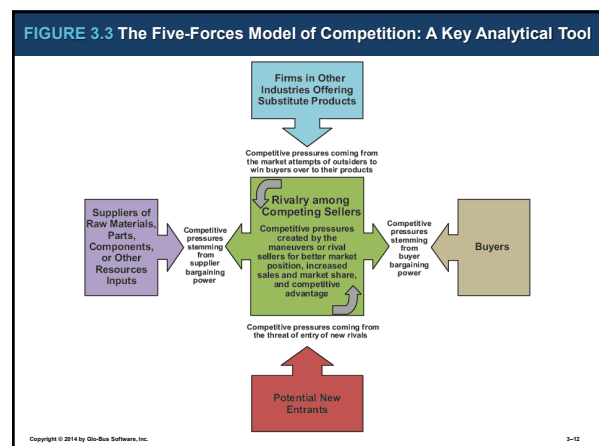 FIGURE 3.3 The Five-Forces Model of Competition: A Key Analytical Tool
Firms in Other
Industries Offering
Substitute Products
Competitive pressures coming from
the market attempts of outsiders to
win buyers over to their products
Suppliers of
Raw Materials,
Parts,
Components,
or Other
Resources
Inputs
Competitive
pressures
stemming
from
supplier
bargaining
power
Rivalry among
Competing Sellers
Competitive pressures
created by the
maneuvers or rival
sellers for better market
position, increased
sales and market share,
and competitive
advantage
Competitive
pressures
stemming
from
buyer
bargaining
power
Buyers
Competitive pressures coming from
the threat of entry of new rivals
Potential New
Entrants
Copyright © 2014 by Glo-Bus Software, Inc.
3–12